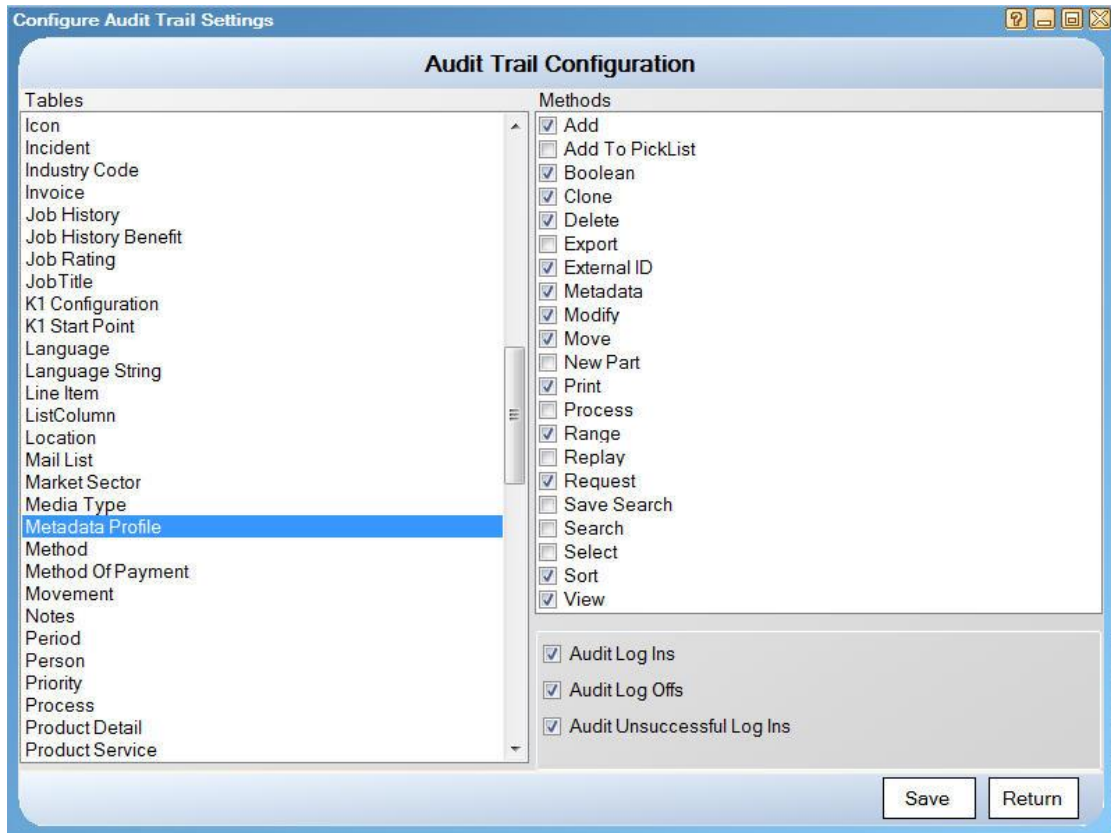 Configure Audit Trail Settings
Audit Trail Configuration
Tables
Icon
Incident
Industry Code
Invoice
Job History
Job History Benefit
Job Rating
JobTitle
K1 Configuration
K1 Start Point
Language
Language String
Line Item
ListColumn
Location
Mail List
Market Sector
Media Type
Metadata Profile
Method
Method Of Payment
Movement
Notes
Period
Person
Priority
Process
Product Detail
Product Service
Methods
Add
Add To PickList
Boolean
Clone
Delete
Export
External ID
Metadata
Modify
Move
New Part
Print
Process
Range
Replay
Request
Save Search
Search
Select
Sort
View
Audit Log Ins
Audit Log Offs
Audit Unsuccessful Log Ins
Save
Return